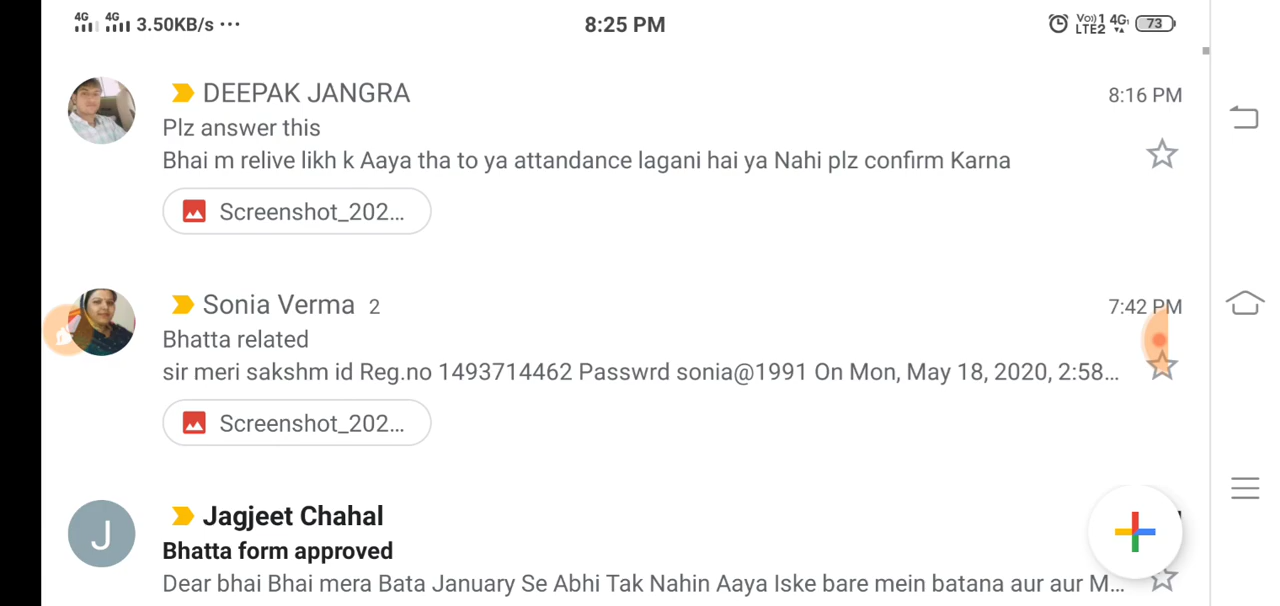 4G 4G 3.50KB/s ··· 8:25 PM Vo)) 1 LTE2 4G 73
DEEPAK JANGRA 8:16 PM
Plz answer this
Bhai m relive likh k Aaya tha to ya attandance lagani hai ya Nahi plz confirm Karna
Screenshot_202...
Sonia Verma 2 7:42 PM
Bhatta related
sir meri sakshm id Reg.no 1493714462 Passwrd sonia@1991 On Mon, May 18, 2020, 2:58...
Screenshot_202...
J Jagjeet Chahal
Bhatta form approved
Dear bhai Bhai mera Bata January Se Abhi Tak Nahin Aaya Iske bare mein batana aur aur M...